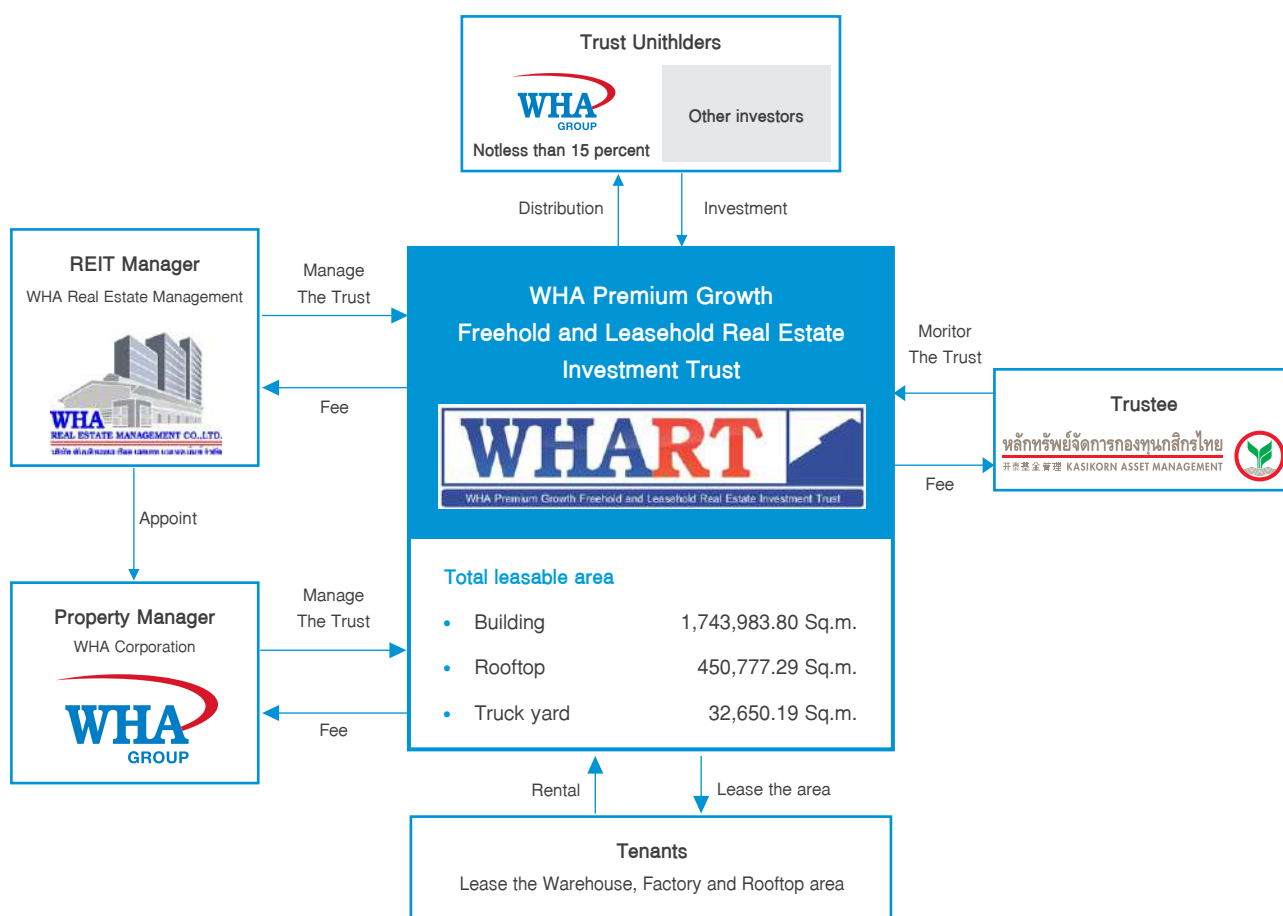 Trust Unithlders
WHA
GROUP
Notless than 15 percent
Other investors
Distribution
Investment
REIT Manager
WHA Real Estate Management
WHA
REAL ESTATE MANAGEMENT CO.,LTD.
Manage
The Trust
Fee
WHA Premium Growth
Freehold and Leasehold Real Estate
Investment Trust
WHART
WHA Premium Growth Freehold and Leasehold Real Estate Investment Trust
Moritor
The Trust
Fee
Trustee
หลักทรัพย์จัดการกองทุนกสิกรไทย
开泰基金管理 KASIKORN ASSET MANAGEMENT
Appoint
Property Manager
WHA Corporation
WHA
GROUP
Manage
The Trust
Fee
Total leasable area
• Building 1,743,983.80 Sq.m.
• Rooftop 450,777.29 Sq.m.
• Truck yard 32,650.19 Sq.m.
Rental
Lease the area
Tenants
Lease the Warehouse, Factory and Rooftop area